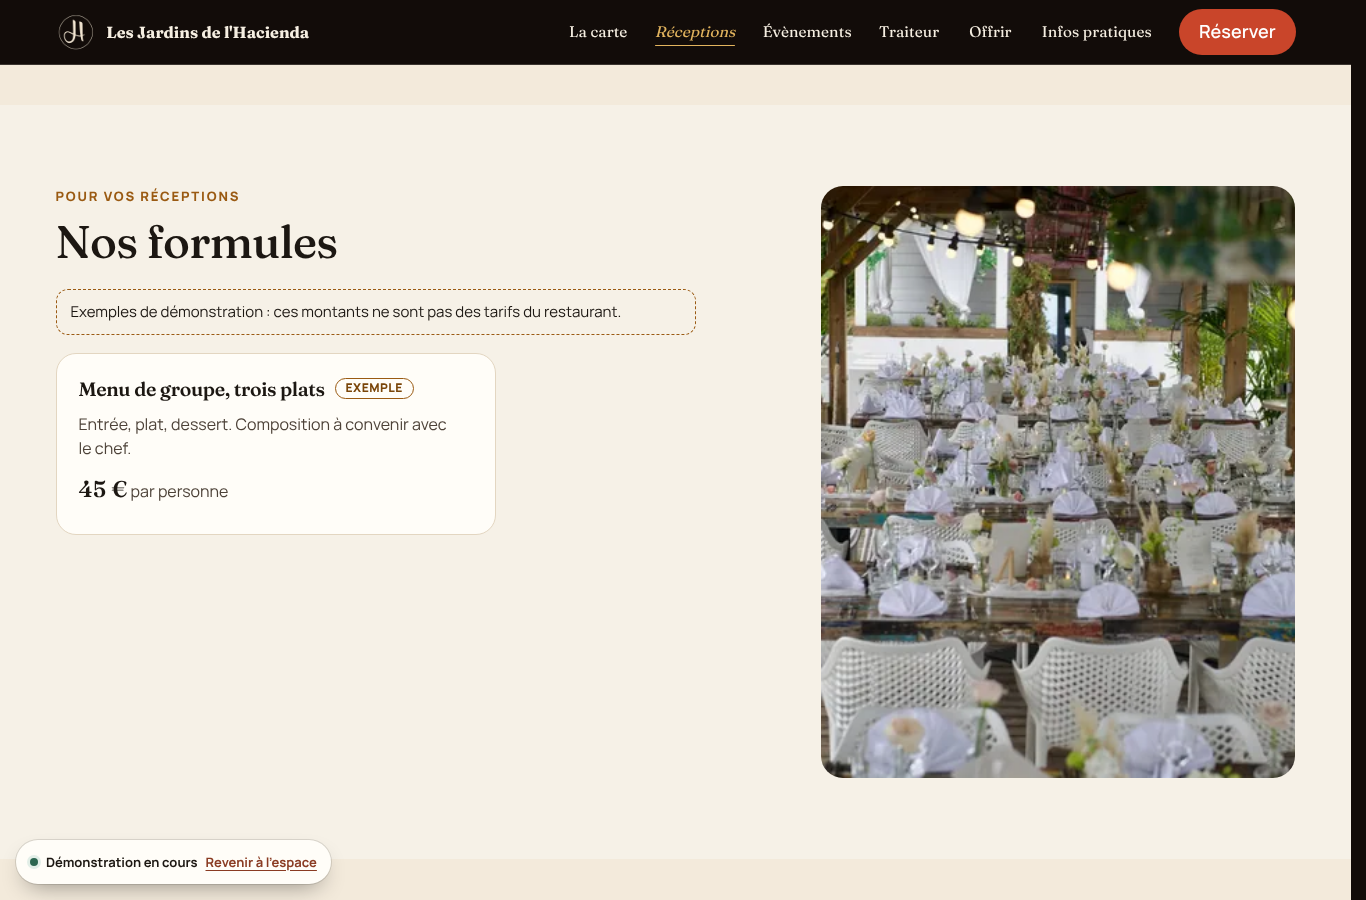 Les Jardins de l'Hacienda
La carte
Réceptions
Évènements
Traiteur
Offrir
Infos pratiques
Réserver
POUR VOS RÉCEPTIONS
Nos formules
Exemples de démonstration : ces montants ne sont pas des tarifs du restaurant.
Menu de groupe, trois plats EXEMPLE
Entrée, plat, dessert. Composition à convenir avec
le chef.
45 € par personne
Démonstration en cours Revenir à l'espace